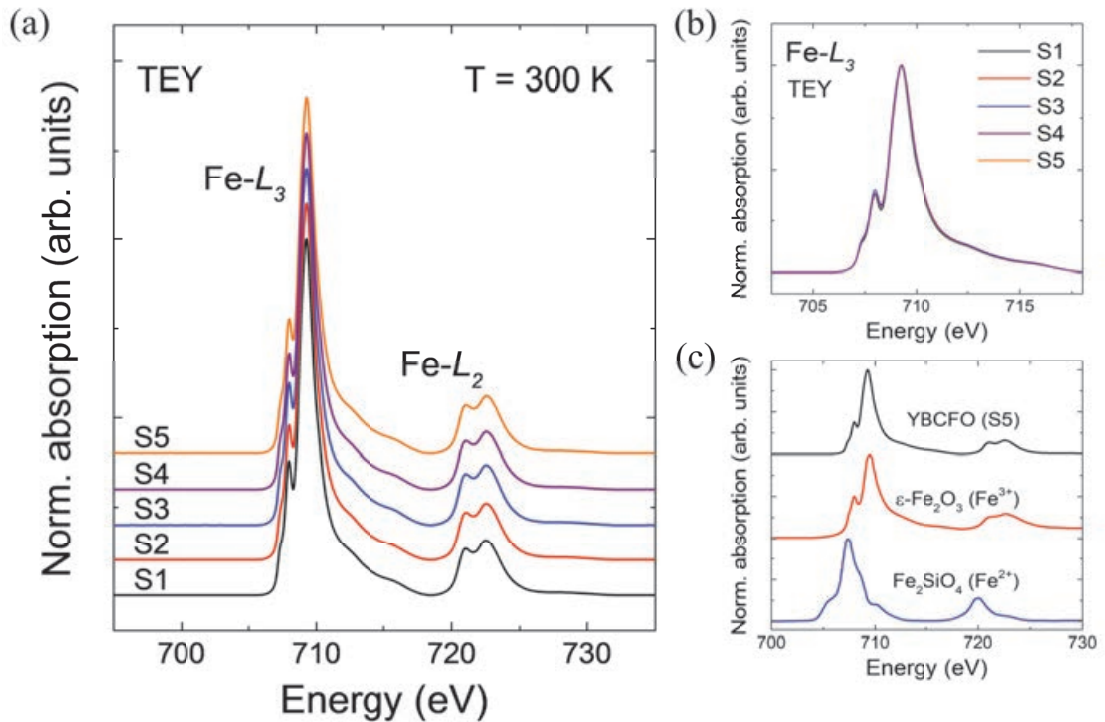 (a)
TEY
T = 300 K
Fe-L3
Fe-L2
S5
S4
S3
S2
S1
Norm. absorption (arb. units)
700
710
720
730
Energy (eV)
(b)
Fe-L3
TEY
S1
S2
S3
S4
S5
Norm. absorption (arb. units)
705
710
715
Energy (eV)
(c)
YBCFO (S5)
ε-Fe2O3 (Fe3+)
Fe2SiO4 (Fe2+)
Norm. absorption (arb. units)
700
710
720
730
Energy (eV)